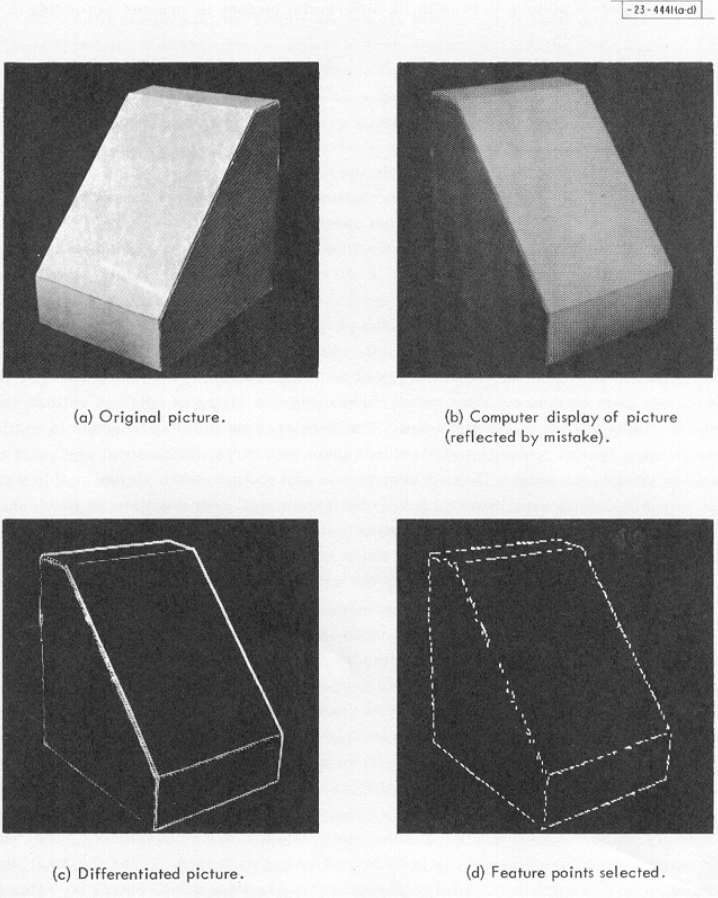 - 23 - 4441(a-d)
(a) Original picture.
(b) Computer display of picture
(reflected by mistake).
(c) Differentiated picture.
(d) Feature points selected.